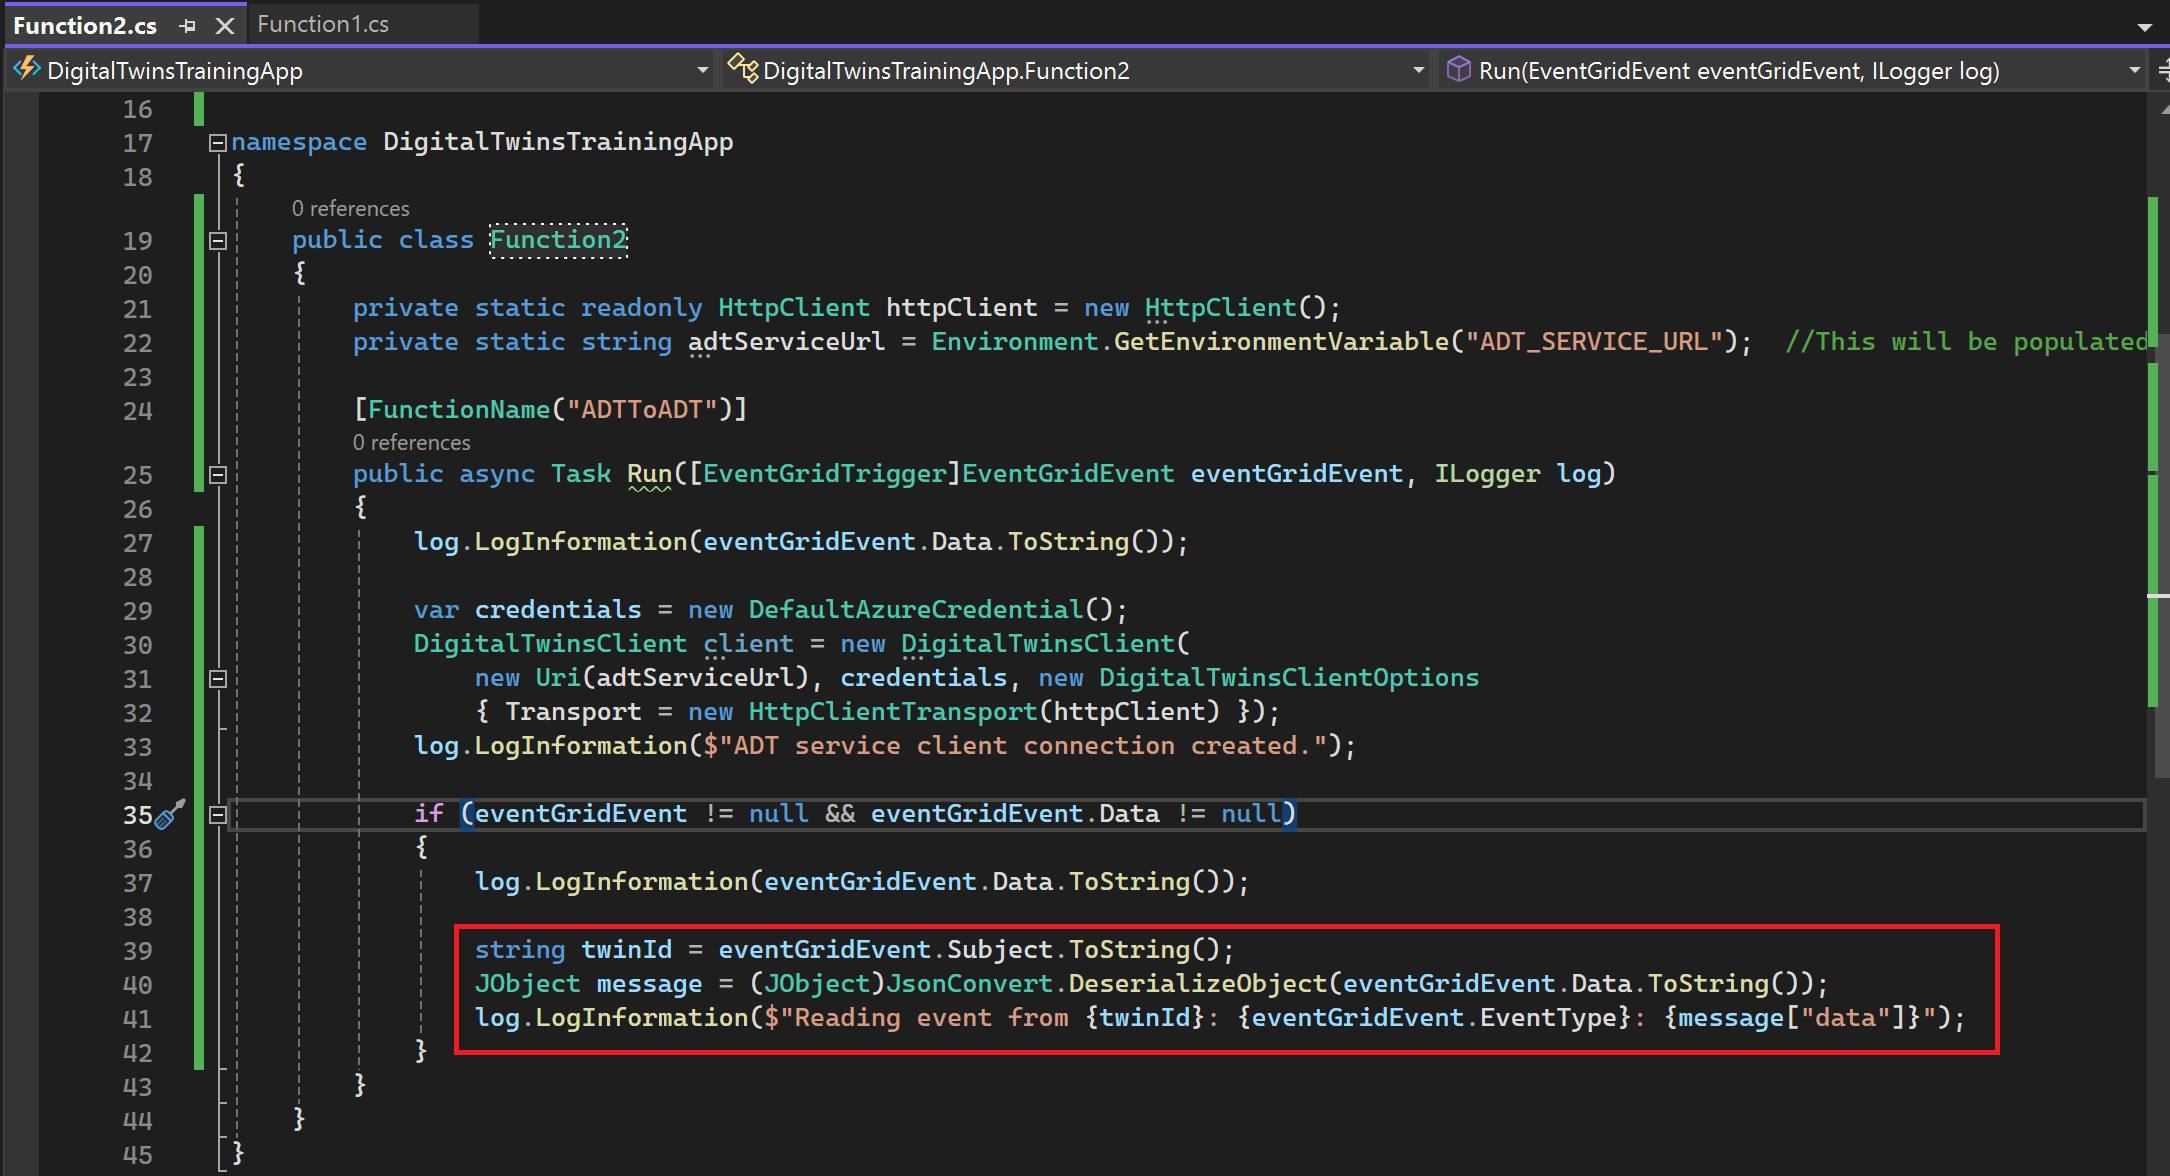 Function2.cs Function1.cs
DigitalTwinsTrainingApp DigitalTwinsTrainingApp.Function2 Run(EventGridEvent eventGridEvent, ILogger log)
16
17 namespace DigitalTwinsTrainingApp
18 {
0 references
19 public class Function2
20 {
21 private static readonly HttpClient httpClient = new HttpClient();
22 private static string adtServiceUrl = Environment.GetEnvironmentVariable("ADT_SERVICE_URL"); //This will be populated
23
24 [FunctionName("ADTToADT")]
0 references
25 public async Task Run([EventGridTrigger]EventGridEvent eventGridEvent, ILogger log)
26 {
27 log.LogInformation(eventGridEvent.Data.ToString());
28
29 var credentials = new DefaultAzureCredential();
30 DigitalTwinsClient client = new DigitalTwinsClient(
31 new Uri(adtServiceUrl), credentials, new DigitalTwinsClientOptions
32 { Transport = new HttpClientTransport(httpClient) });
33 log.LogInformation($"ADT service client connection created.");
34
35 if (eventGridEvent != null && eventGridEvent.Data != null)
36 {
37 log.LogInformation(eventGridEvent.Data.ToString());
38
39 string twinId = eventGridEvent.Subject.ToString();
40 JObject message = (JObject)JsonConvert.DeserializeObject(eventGridEvent.Data.ToString());
41 log.LogInformation($"Reading event from {twinId}: {eventGridEvent.EventType}: {message["data"]}");
42 }
43 }
44 }
45 }